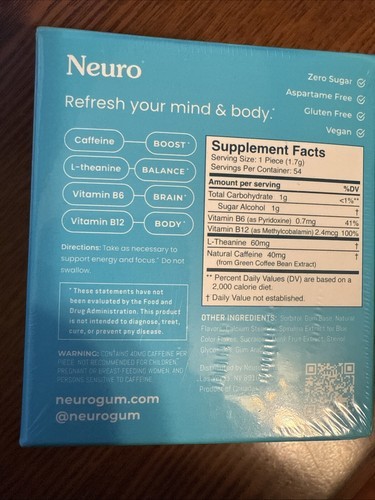 Neuro
Zero Sugar
Aspartame Free
Gluten Free
Vegan
Refresh your mind & body.*
Caffeine BOOST*
L-theanine BALANCE*
Vitamin B6 BRAIN*
Vitamin B12 BODY*
Directions: Take as necessary to
support energy and focus.* Do not
swallow.
* These statements have not
been evaluated by the Food and
Drug Administration. This product
is not intended to diagnose, treat,
cure, or prevent any disease.
WARNING: CONTAINS 40MG CAFFEINE PER
PIECE. NOT RECOMMENDED FOR CHILDREN,
PREGNANT OR BREAST-FEEDING WOMEN, AND
PERSONS SENSITIVE TO CAFFEINE.
neurogum.com
@neurogum
Supplement Facts
Serving Size: 1 Piece (1.7g)
Servings Per Container: 54
Amount per serving %DV
Total Carbohydrate 1g <1%**
Sugar Alcohol 1g †
Vitamin B6 (as Pyridoxine) 0.7mg 41%
Vitamin B12 (as Methylcobalamin) 2.4mcg 100%
L-Theanine 60mg †
Natural Caffeine 40mg †
(from Green Coffee Bean Extract)
** Percent Daily Values (DV) are based on a
2,000 calorie diet.
† Daily Value not established.
OTHER INGREDIENTS: Sorbitol, Gum Base, Natural